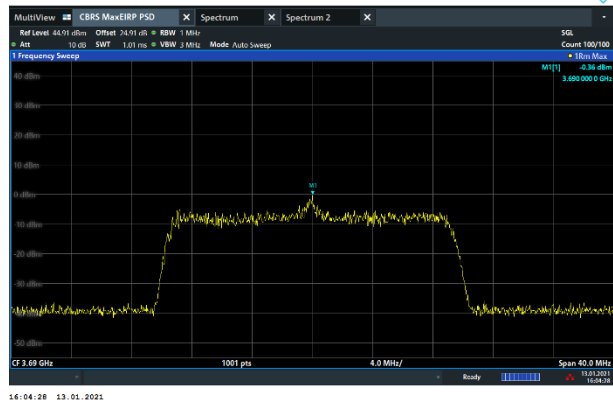 MultiView CBRS MaxEIRP PSD X Spectrum X Spectrum 2 X
Ref Level 44.91 dBm Offset 24.91 dB RBW 1 MHz SGL
Att 10 dB SWT 1.01 ms VBW 3 MHz Mode Auto Sweep Count 100/100
1 Frequency Sweep 1Rm Max
M1[1] -0.36 dBm
3.690 000 0 GHz
40 dBm
30 dBm
20 dBm
10 dBm
M1
0 dBm
-10 dBm
-20 dBm
-30 dBm
-40 dBm
-50 dBm
CF 3.69 GHz 1001 pts 4.0 MHz/ Span 40.0 MHz
Ready 13.01.2021
16:04:28
16:04:28 13.01.2021